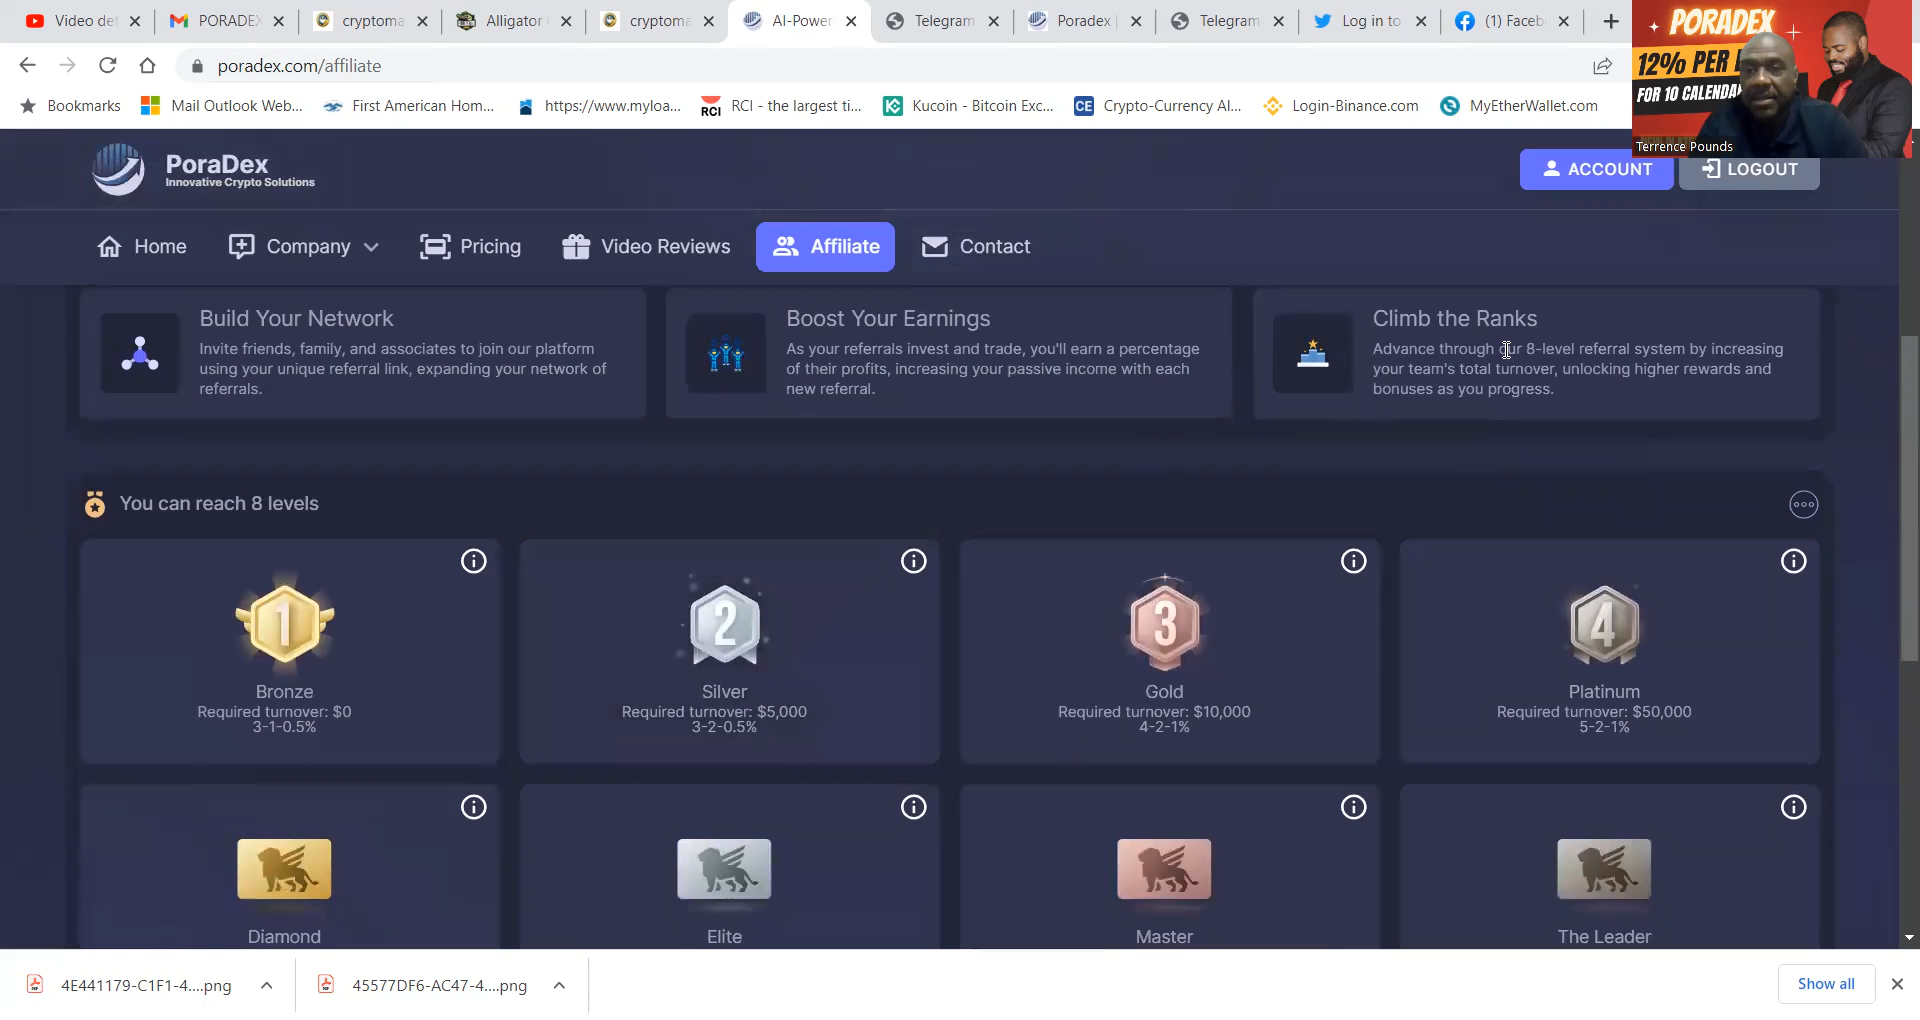 Video det
PORADEX
cryptoma
Alligator
cryptoma
AI-Power
Telegram
Poradex
Telegram
Log in to
(1) Faceb
poradex.com/affiliate
Bookmarks
Mail Outlook Web...
First American Hom...
https://www.myloa...
RCI
RCI - the largest ti...
Kucoin - Bitcoin Exc...
CE
Crypto-Currency Al...
Login-Binance.com
MyEtherWallet.com
PORADEX
12% PER
FOR 10 CALENDA
Terrence Pounds
PoraDex
Innovative Crypto Solutions
ACCOUNT
LOGOUT
Home
Company
Pricing
Video Reviews
Affiliate
Contact
Build Your Network
Invite friends, family, and associates to join our platform
using your unique referral link, expanding your network of
referrals.
Boost Your Earnings
As your referrals invest and trade, you'll earn a percentage
of their profits, increasing your passive income with each
new referral.
Climb the Ranks
Advance through our 8-level referral system by increasing
your team's total turnover, unlocking higher rewards and
bonuses as you progress.
You can reach 8 levels
1
Bronze
Required turnover: $0
3-1-0.5%
2
Silver
Required turnover: $5,000
3-2-0.5%
3
Gold
Required turnover: $10,000
4-2-1%
4
Platinum
Required turnover: $50,000
5-2-1%
Diamond
Elite
Master
The Leader
4E441179-C1F1-4....png
45577DF6-AC47-4....png
Show all